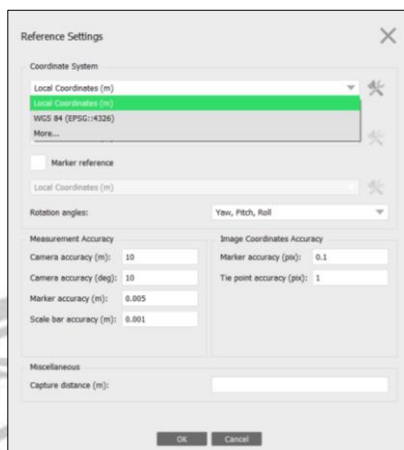 Reference Settings
Coordinate System
Local Coordinates (m)
Local Coordinates (m)
WGS 84 (EPSG::4326)
More...
Marker reference
Local Coordinates (m)
Rotation angles: Yaw, Pitch, Roll
Measurement Accuracy
Camera accuracy (m): 10
Camera accuracy (deg): 10
Marker accuracy (m): 0.005
Scale bar accuracy (m): 0.001
Image Coordinates Accuracy
Marker accuracy (pix): 0.1
Tie point accuracy (pix): 1
Miscellaneous
Capture distance (m):
OK Cancel